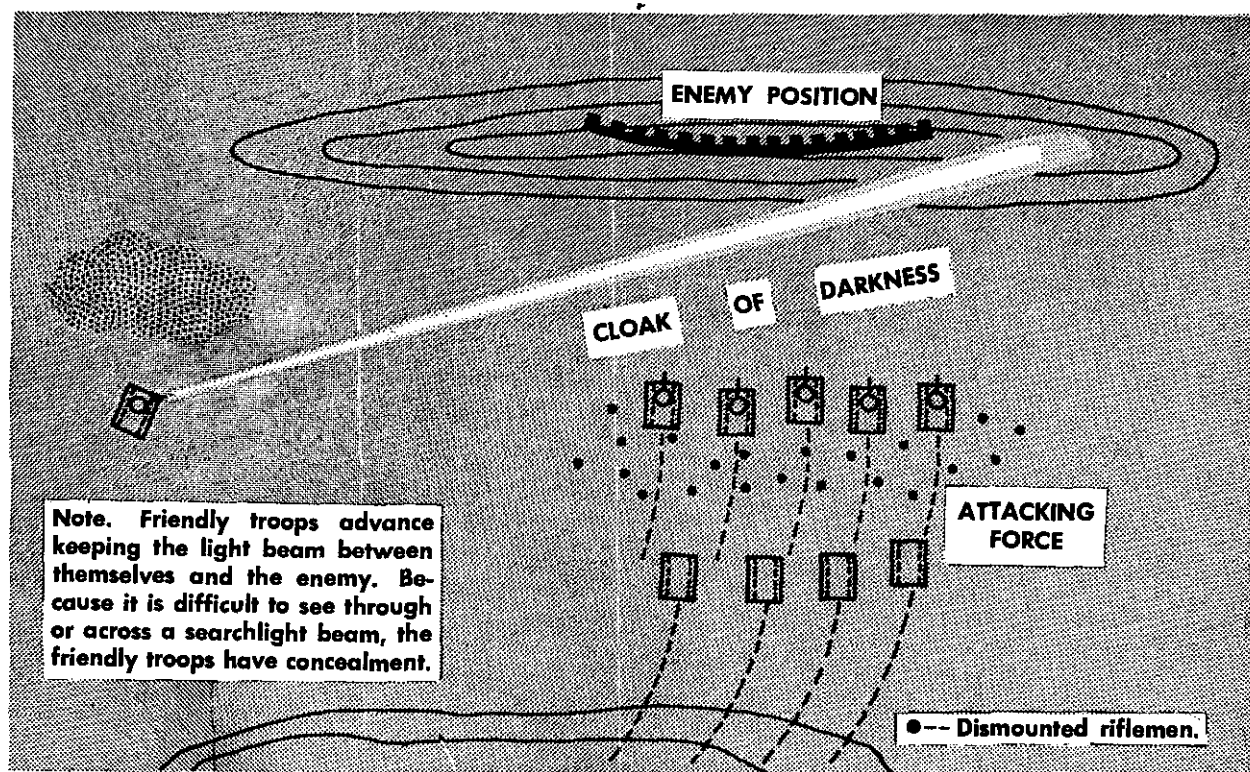 ENEMY POSITION
CLOAK OF DARKNESS
Note. Friendly troops advance
keeping the light beam between
themselves and the enemy. Be-
cause it is difficult to see through
or across a searchlight beam, the
friendly troops have concealment.
ATTACKING
FORCE
●-- Dismounted riflemen.